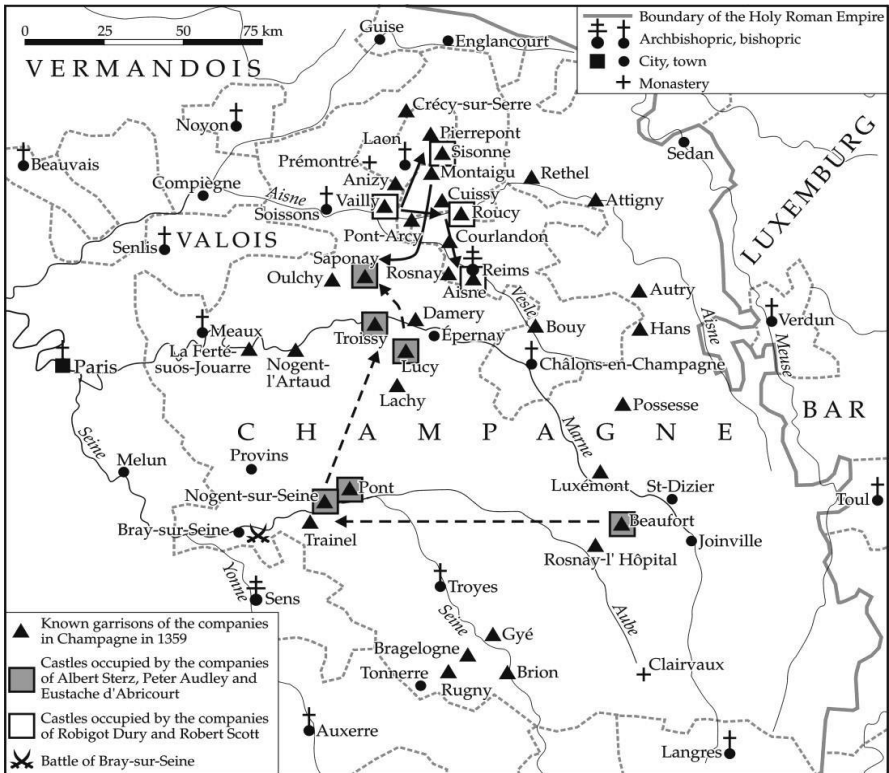 0 25 50 75 km
Boundary of the Holy Roman Empire
Archbishopric, bishopric
City, town
Monastery
VERMANDOIS
Guise
Englancourt
Crécy-sur-Serre
Noyon
Pierrepont
Laon
Sisonne
Sedan
LUXEMBURG
Beauvais
Prémontré
Montaigu
Rethel
Compiègne
Anizy
Cuissy
Attigny
Aisne
Vailly
Soissons
Roucy
Pont-Arcy
VALOIS
Courlandon
Senlis
Saponay
Oulchy
Rosnay
Reims
Aisne
Autry
Vesle
Aisne
Damery
Bouy
Hans
Verdun
Meaux
Troissy
Épernay
Meuse
La Ferté-
suos-Jouarre
Nogent-
l'Artaud
Lucy
Châlons-en-Champagne
Paris
Lachy
Possesse
BAR
CHAMPAGNE
Marne
Seine
Provins
Melun
Luxémont
St-Dizier
Pont
Nogent-sur-Seine
Toul
Beaufort
Bray-sur-Seine
Trainel
Joinville
Rosnay-l' Hôpital
Yonne
Troyes
Sens
Seine
Aube
Gyé
Bragelogne
Clairvaux
Tonnerre
Rugny
Brion
Auxerre
Langres
Known garrisons of the companies
in Champagne in 1359
Castles occupied by the companies
of Albert Sterz, Peter Audley and
Eustache d'Abricourt
Castles occupied by the companies
of Robigot Dury and Robert Scott
Battle of Bray-sur-Seine